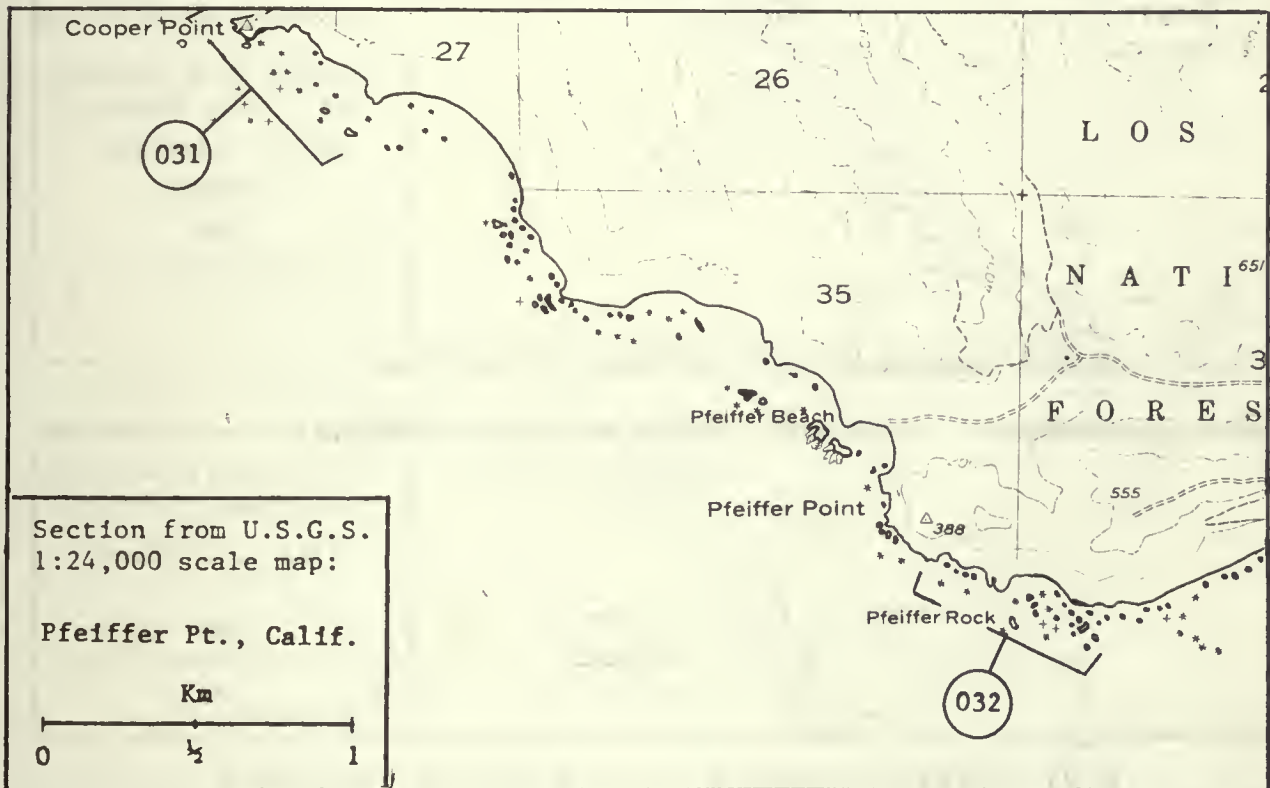 Cooper Point
27
26
2
031
L O S
N A T I
651
35
3
Pfeiffer Beach
F O R E S
555
Pfeiffer Point
388
Pfeiffer Rock
032
Section from U.S.G.S.
1:24,000 scale map:
Pfeiffer Pt., Calif.
Km
0 ½ 1